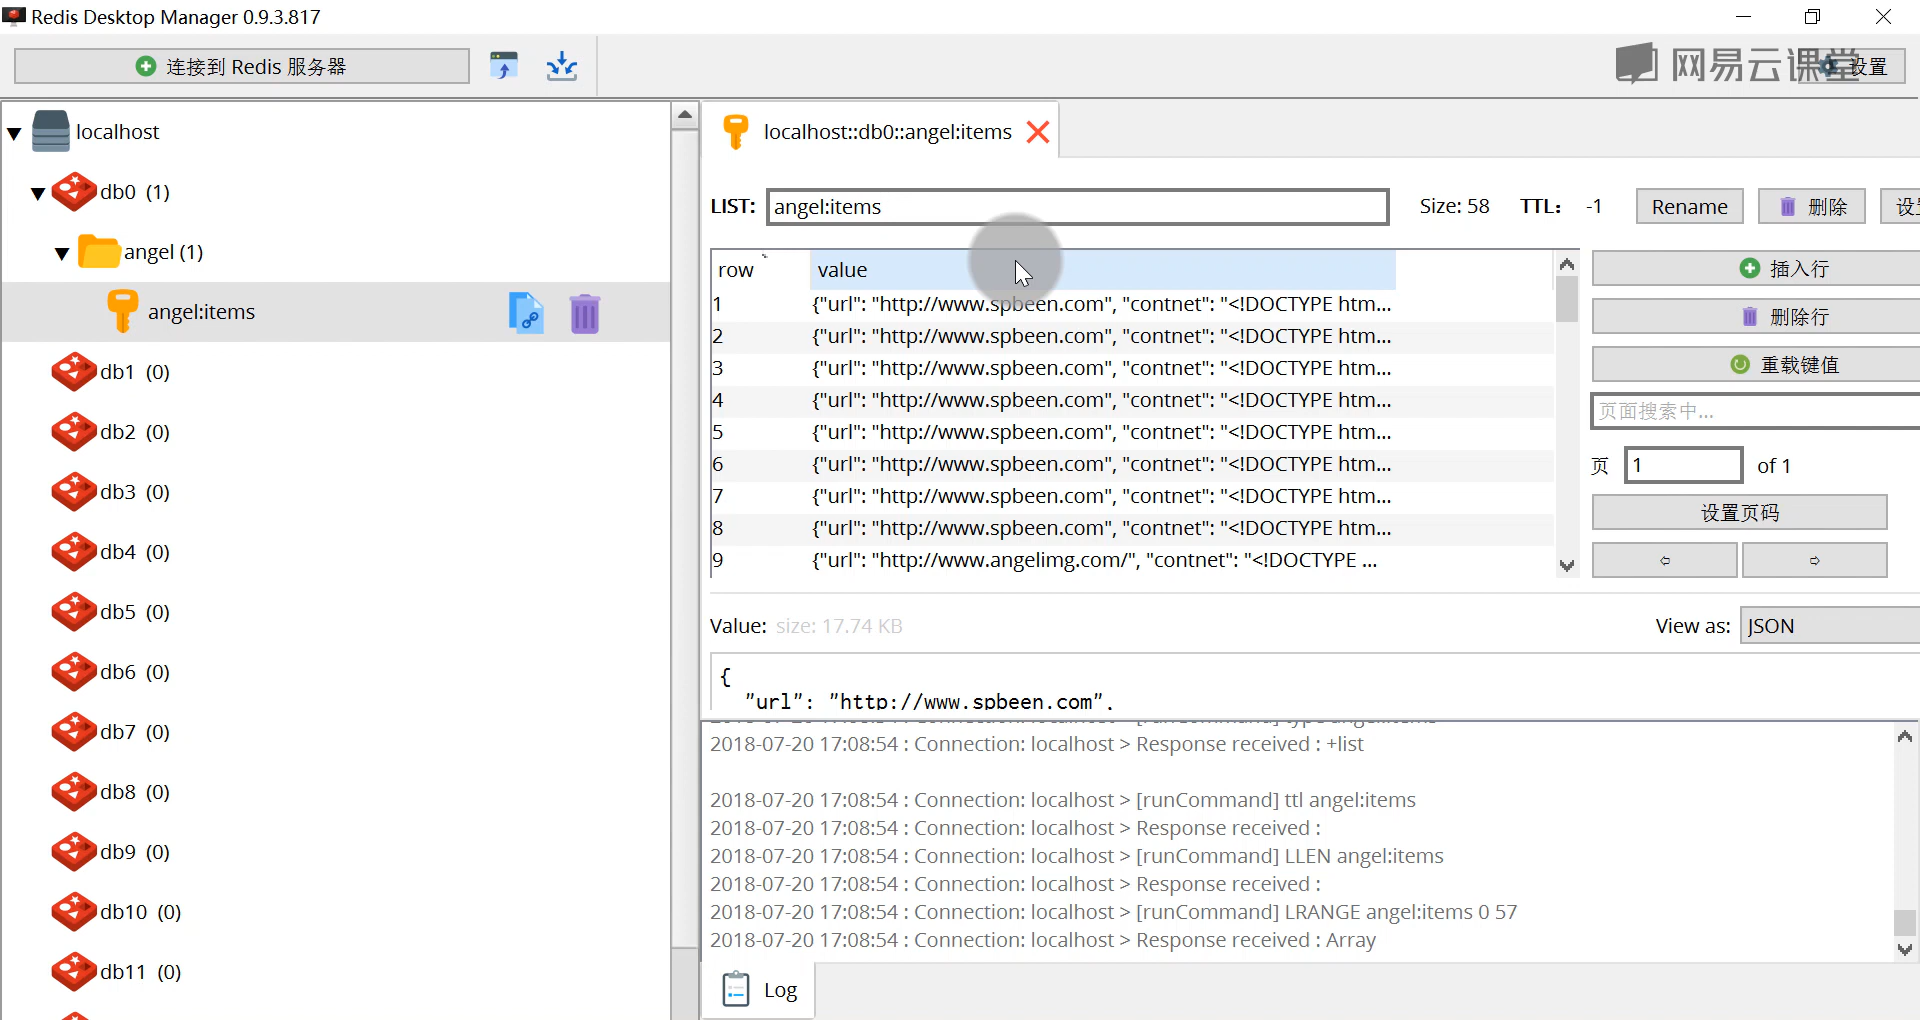 Redis Desktop Manager 0.9.3.817
连接到 Redis 服务器
网易云课堂
设置
localhost
db0 (1)
angel (1)
angel:items
db1 (0)
db2 (0)
db3 (0)
db4 (0)
db5 (0)
db6 (0)
db7 (0)
db8 (0)
db9 (0)
db10 (0)
db11 (0)
localhost::db0::angel:items
LIST: angel:items Size: 58 TTL: -1 Rename 删除
row value
1 {"url": "http://www.spbeen.com", "contnet": "<!DOCTYPE htm...
2 {"url": "http://www.spbeen.com", "contnet": "<!DOCTYPE htm...
3 {"url": "http://www.spbeen.com", "contnet": "<!DOCTYPE htm...
4 {"url": "http://www.spbeen.com", "contnet": "<!DOCTYPE htm...
5 {"url": "http://www.spbeen.com", "contnet": "<!DOCTYPE htm...
6 {"url": "http://www.spbeen.com", "contnet": "<!DOCTYPE htm...
7 {"url": "http://www.spbeen.com", "contnet": "<!DOCTYPE htm...
8 {"url": "http://www.spbeen.com", "contnet": "<!DOCTYPE htm...
9 {"url": "http://www.angelimg.com/", "contnet": "<!DOCTYPE ...
插入行
删除行
重载键值
页面搜索中...
页 1 of 1
设置页码
Value: size: 17.74 KB View as: JSON
{
"url": "http://www.spbeen.com",
2018-07-20 17:08:54 : Connection: localhost > Response received : +list
2018-07-20 17:08:54 : Connection: localhost > [runCommand] ttl angel:items
2018-07-20 17:08:54 : Connection: localhost > Response received :
2018-07-20 17:08:54 : Connection: localhost > [runCommand] LLEN angel:items
2018-07-20 17:08:54 : Connection: localhost > Response received :
2018-07-20 17:08:54 : Connection: localhost > [runCommand] LRANGE angel:items 0 57
2018-07-20 17:08:54 : Connection: localhost > Response received : Array
Log